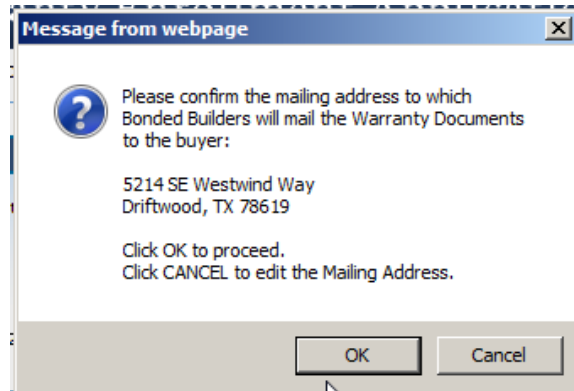 Message from webpage
Please confirm the mailing address to which
Bonded Builders will mail the Warranty Documents
to the buyer:
5214 SE Westwind Way
Driftwood, TX 78619
Click OK to proceed.
Click CANCEL to edit the Mailing Address.
OK
Cancel